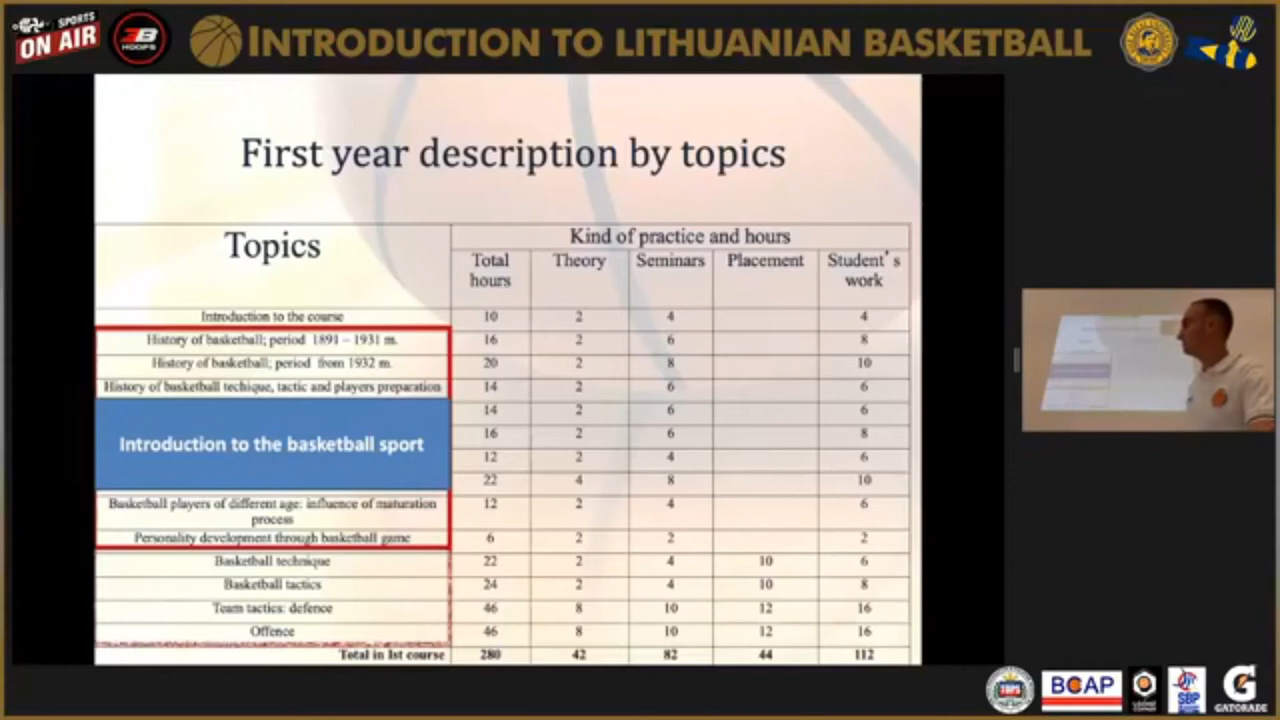 SPORTS
ON AIR
3B
HOOPS
INTRODUCTION TO LITHUANIAN BASKETBALL
First year description by topics
Topics
Kind of practice and hours
Total hours Theory Seminars Placement Student's work
Introduction to the course 10 2 4 4
History of basketball; period 1891 – 1931 m. 16 2 6 8
History of basketball; period from 1932 m. 20 2 8 10
History of basketball techique, tactic and players preparation 14 2 6 6
14 2 6 6
Introduction to the basketball sport
16 2 6 8
12 2 4 6
22 4 8 10
Basketball players of different age: influence of maturation process 12 2 4 6
Personality development through basketball game 6 2 2 2
Basketball technique 22 2 4 10 6
Basketball tactics 24 2 4 10 8
Team tactics: defence 46 8 10 12 16
Offence 46 8 10 12 16
Total in Ist course 280 42 82 44 112
TOPS
BCAP
SBP
G
GATORADE